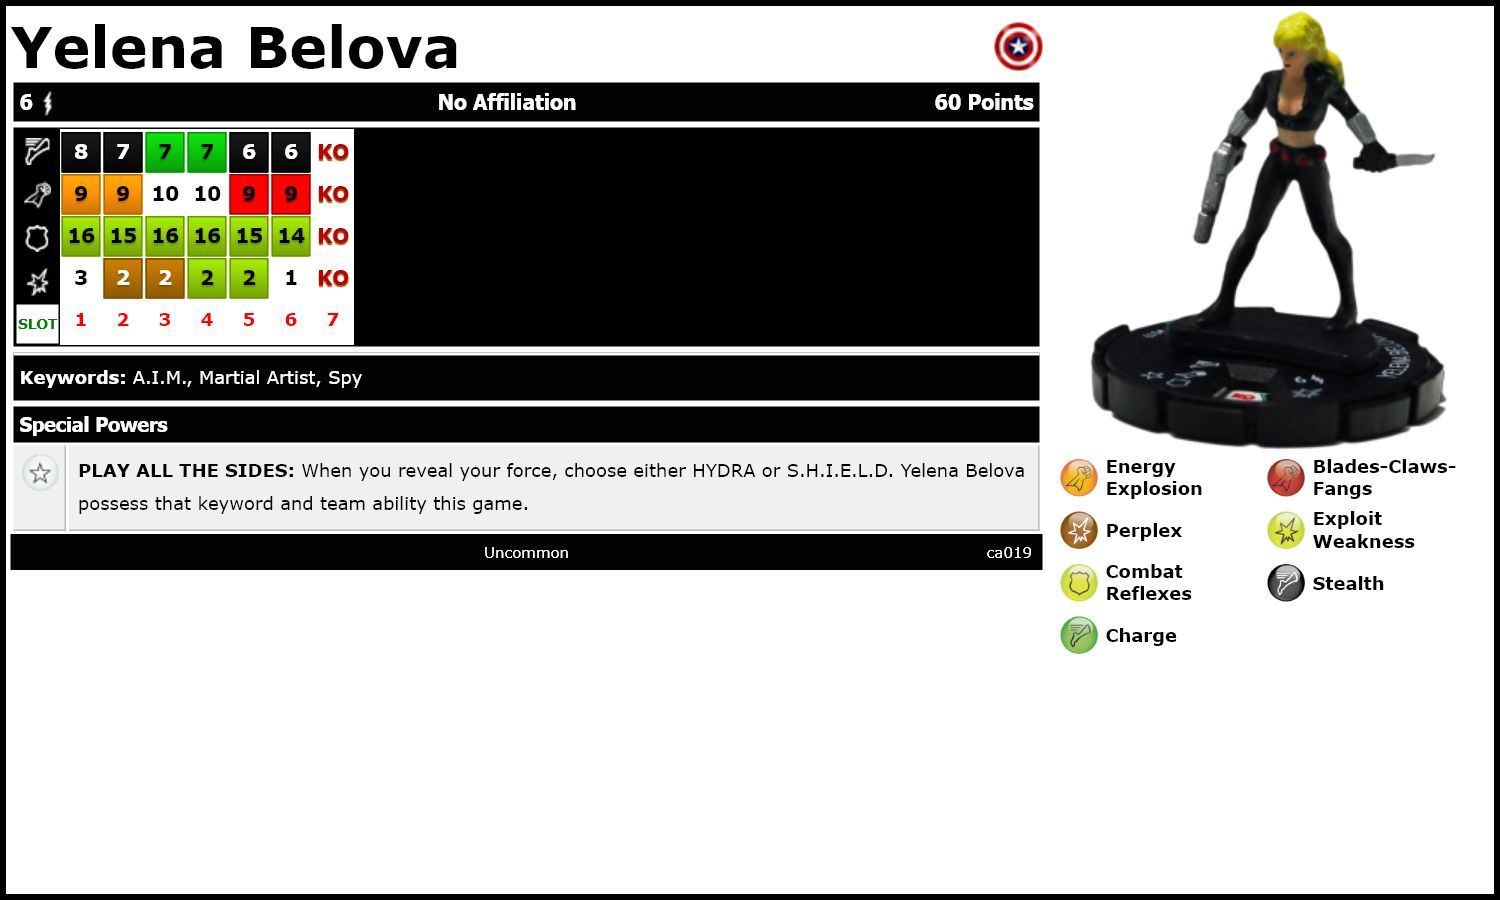 Yelena Belova
6 No Affiliation 60 Points
8 7 7 7 6 6 KO
9 9 10 10 9 9 KO
16 15 16 16 15 14 KO
3 2 2 2 2 1 KO
SLOT 1 2 3 4 5 6 7
Keywords: A.I.M., Martial Artist, Spy
Special Powers
PLAY ALL THE SIDES: When you reveal your force, choose either HYDRA or S.H.I.E.L.D. Yelena Belova
possess that keyword and team ability this game.
Uncommon ca019
KO
Energy
Explosion
Blades-Claws-
Fangs
Perplex
Exploit
Weakness
Combat
Reflexes
Stealth
Charge